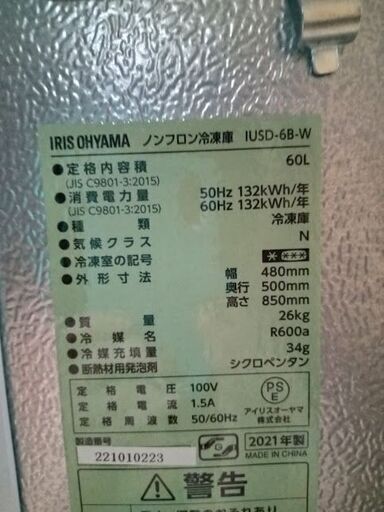 IRIS OHYAMA ノンフロン冷凍庫 IUSD-6B-W
●定格内容積 60L
(JIS C9801-3:2015)
●消費電力量 50Hz 132kWh/年
(JIS C9801-3:2015) 60Hz 132kWh/年
●種類 冷凍庫
●気候クラス N
●冷凍室の記号
●外形寸法 幅 480mm
奥行 500mm
高さ 850mm
●質量 26kg
●冷媒名 R600a
●冷媒充填量 34g
●断熱材用発泡剤 シクロペンタン
定格電圧 100V
定格電流 1.5A
定格周波数 50/60Hz
PS
E
アイリスオーヤマ
株式会社
製造番号
221010223
G
2021年製
MADE IN CHINA
警告